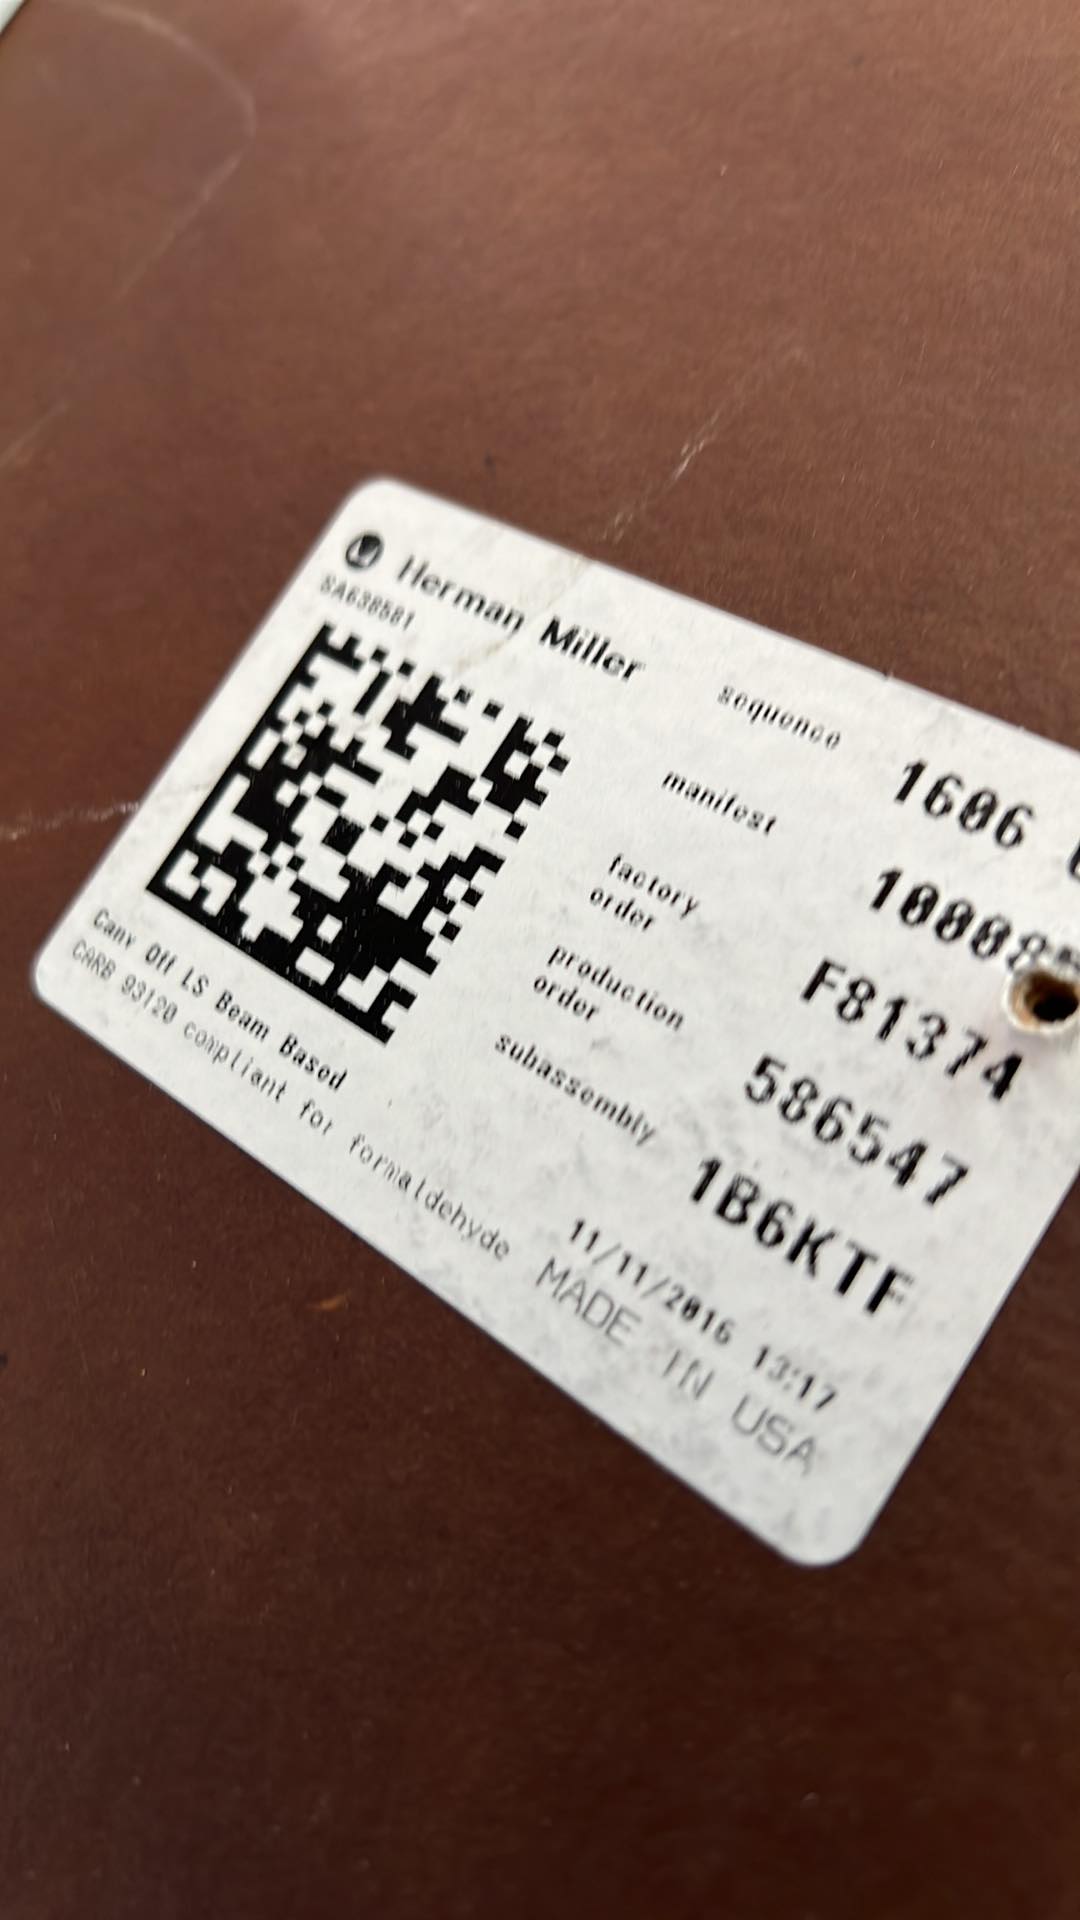 Herman Miller
SA638581
sequence 1606
manifest 10008
factory order F81374
production order 586547
subassembly 1B6KTF
Canv Off LS Beam Based
CARB 93120 compliant for formaldehyde
11/11/2016 13:17
MADE IN USA